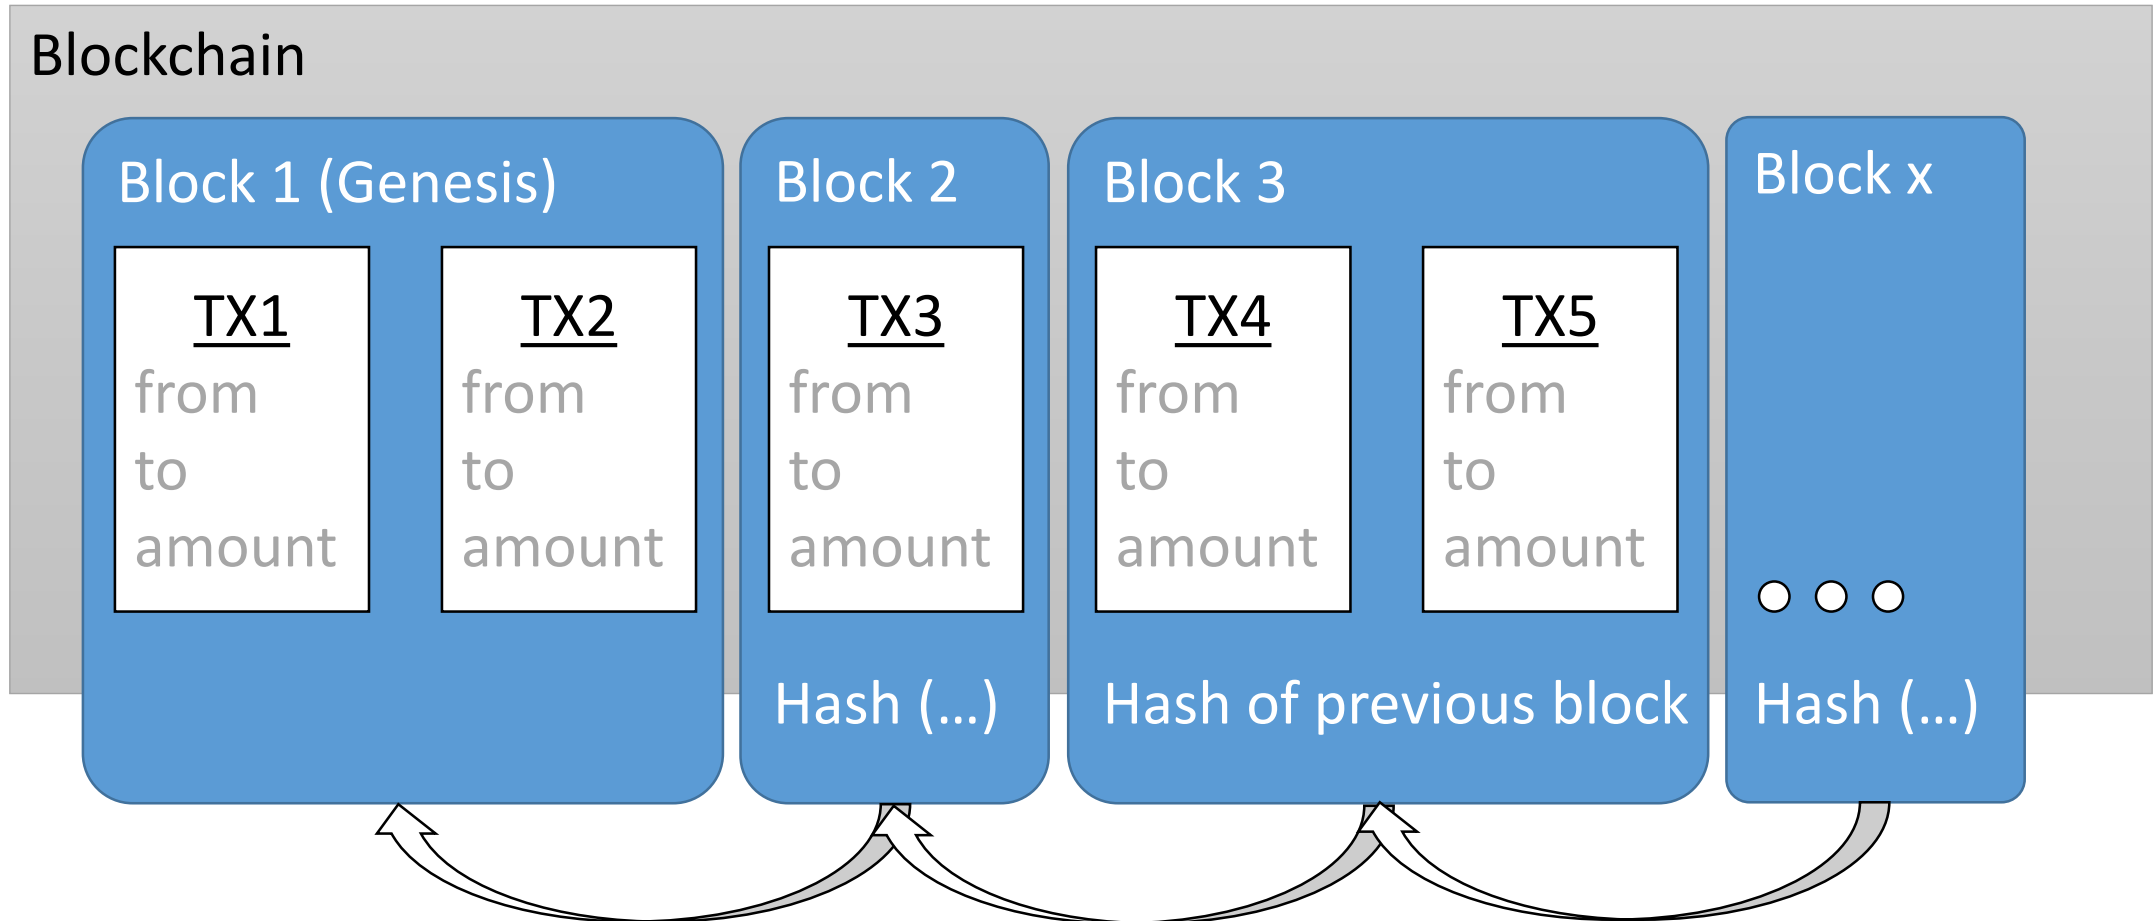 Blockchain
Block 1 (Genesis)
TX1
from
to
amount
TX2
from
to
amount
Block 2
TX3
from
to
amount
Hash (...)
Block 3
TX4
from
to
amount
TX5
from
to
amount
Hash of previous block
Block x
Hash (...)